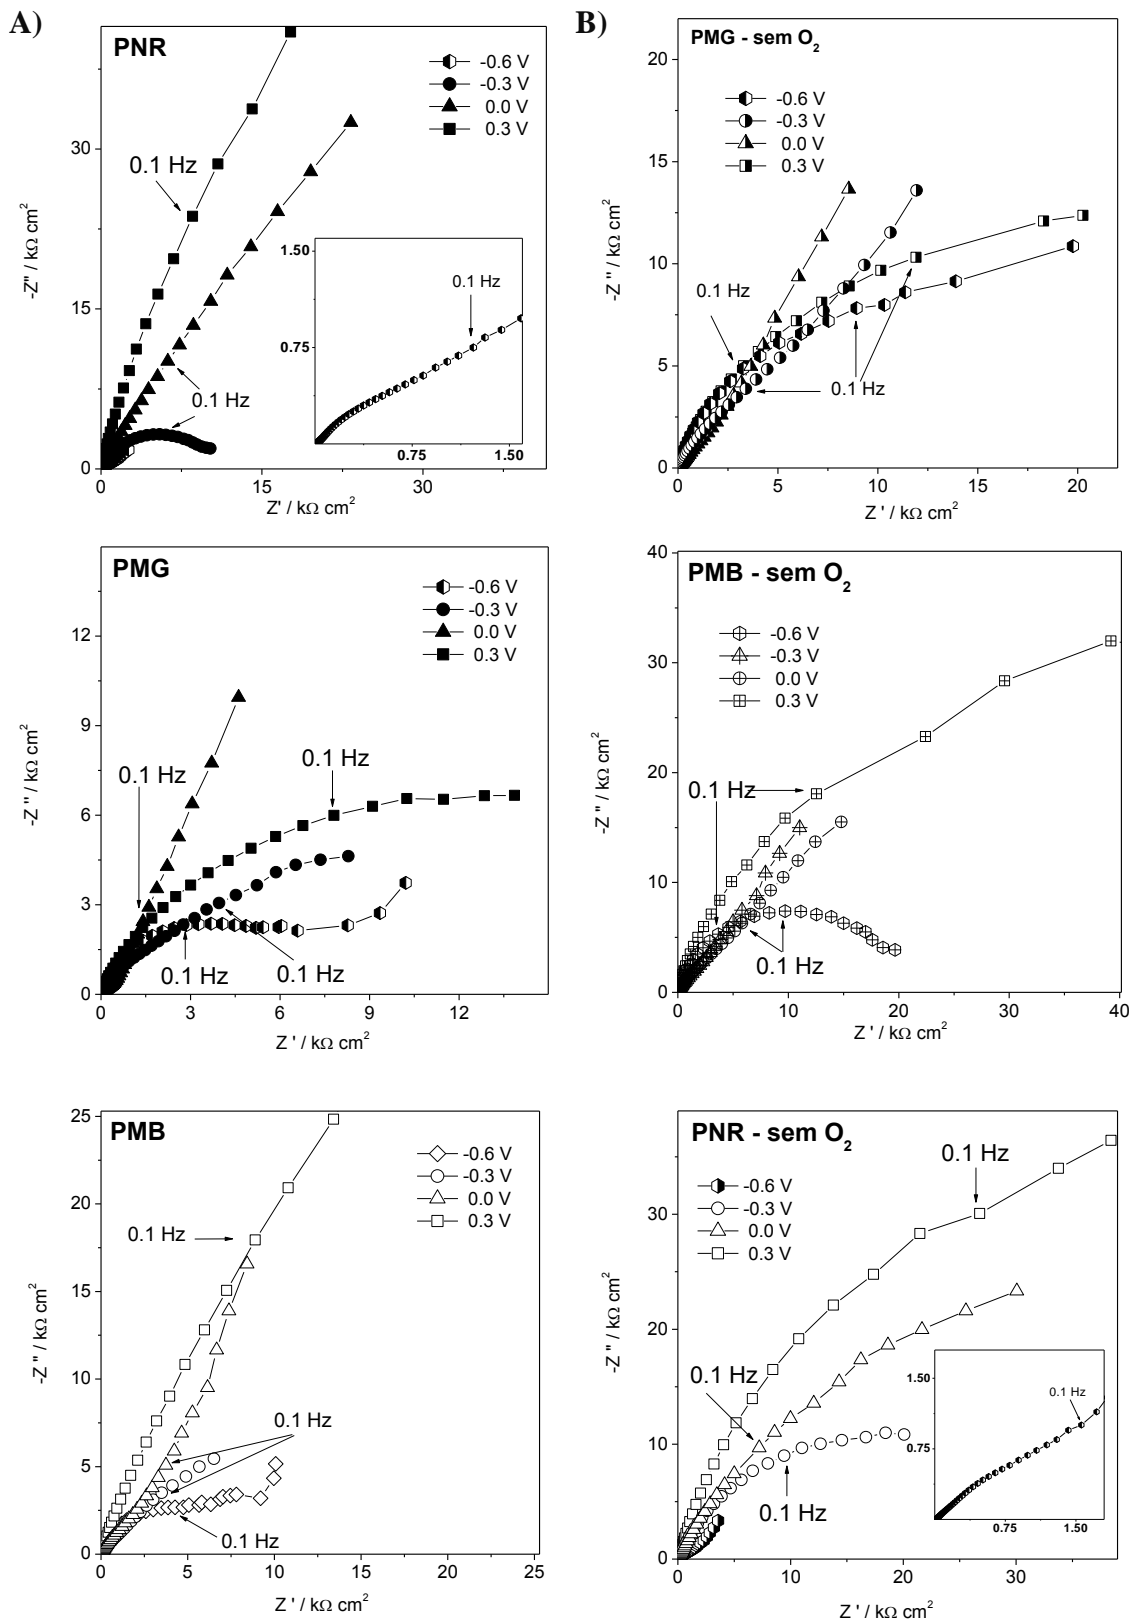 A)
PNR
-0.6 V
-0.3 V
0.0 V
0.3 V
0.1 Hz
0.1 Hz
30
15
0
0
15
30
-Z'' / kΩ cm²
Z' / kΩ cm²
1.50
0.75
0.75
1.50
0.1 Hz
PMG
-0.6 V
-0.3 V
0.0 V
0.3 V
0.1 Hz
0.1 Hz
0.1 Hz
0.1 Hz
12
9
6
3
0
0
3
6
9
12
-Z'' / kΩ cm²
Z ' / kΩ cm²
PMB
-0.6 V
-0.3 V
0.0 V
0.3 V
0.1 Hz
0.1 Hz
0.1 Hz
25
20
15
10
5
0
0
5
10
15
20
25
-Z'' / kΩ cm²
Z ' / kΩ cm²
B)
PMG - sem O₂
-0.6 V
-0.3 V
0.0 V
0.3 V
0.1 Hz
0.1 Hz
20
15
10
5
0
0
5
10
15
20
-Z'' / kΩ cm²
Z ' / kΩ cm²
PMB - sem O₂
-0.6 V
-0.3 V
0.0 V
0.3 V
0.1 Hz
0.1 Hz
40
30
20
10
0
0
10
20
30
40
-Z'' / kΩ cm²
Z ' / kΩ cm²
PNR - sem O₂
-0.6 V
-0.3 V
0.0 V
0.3 V
0.1 Hz
0.1 Hz
0.1 Hz
30
20
10
0
0
10
20
30
-Z'' / kΩ cm²
Z ' / kΩ cm²
1.50
0.75
0.75
1.50
0.1 Hz